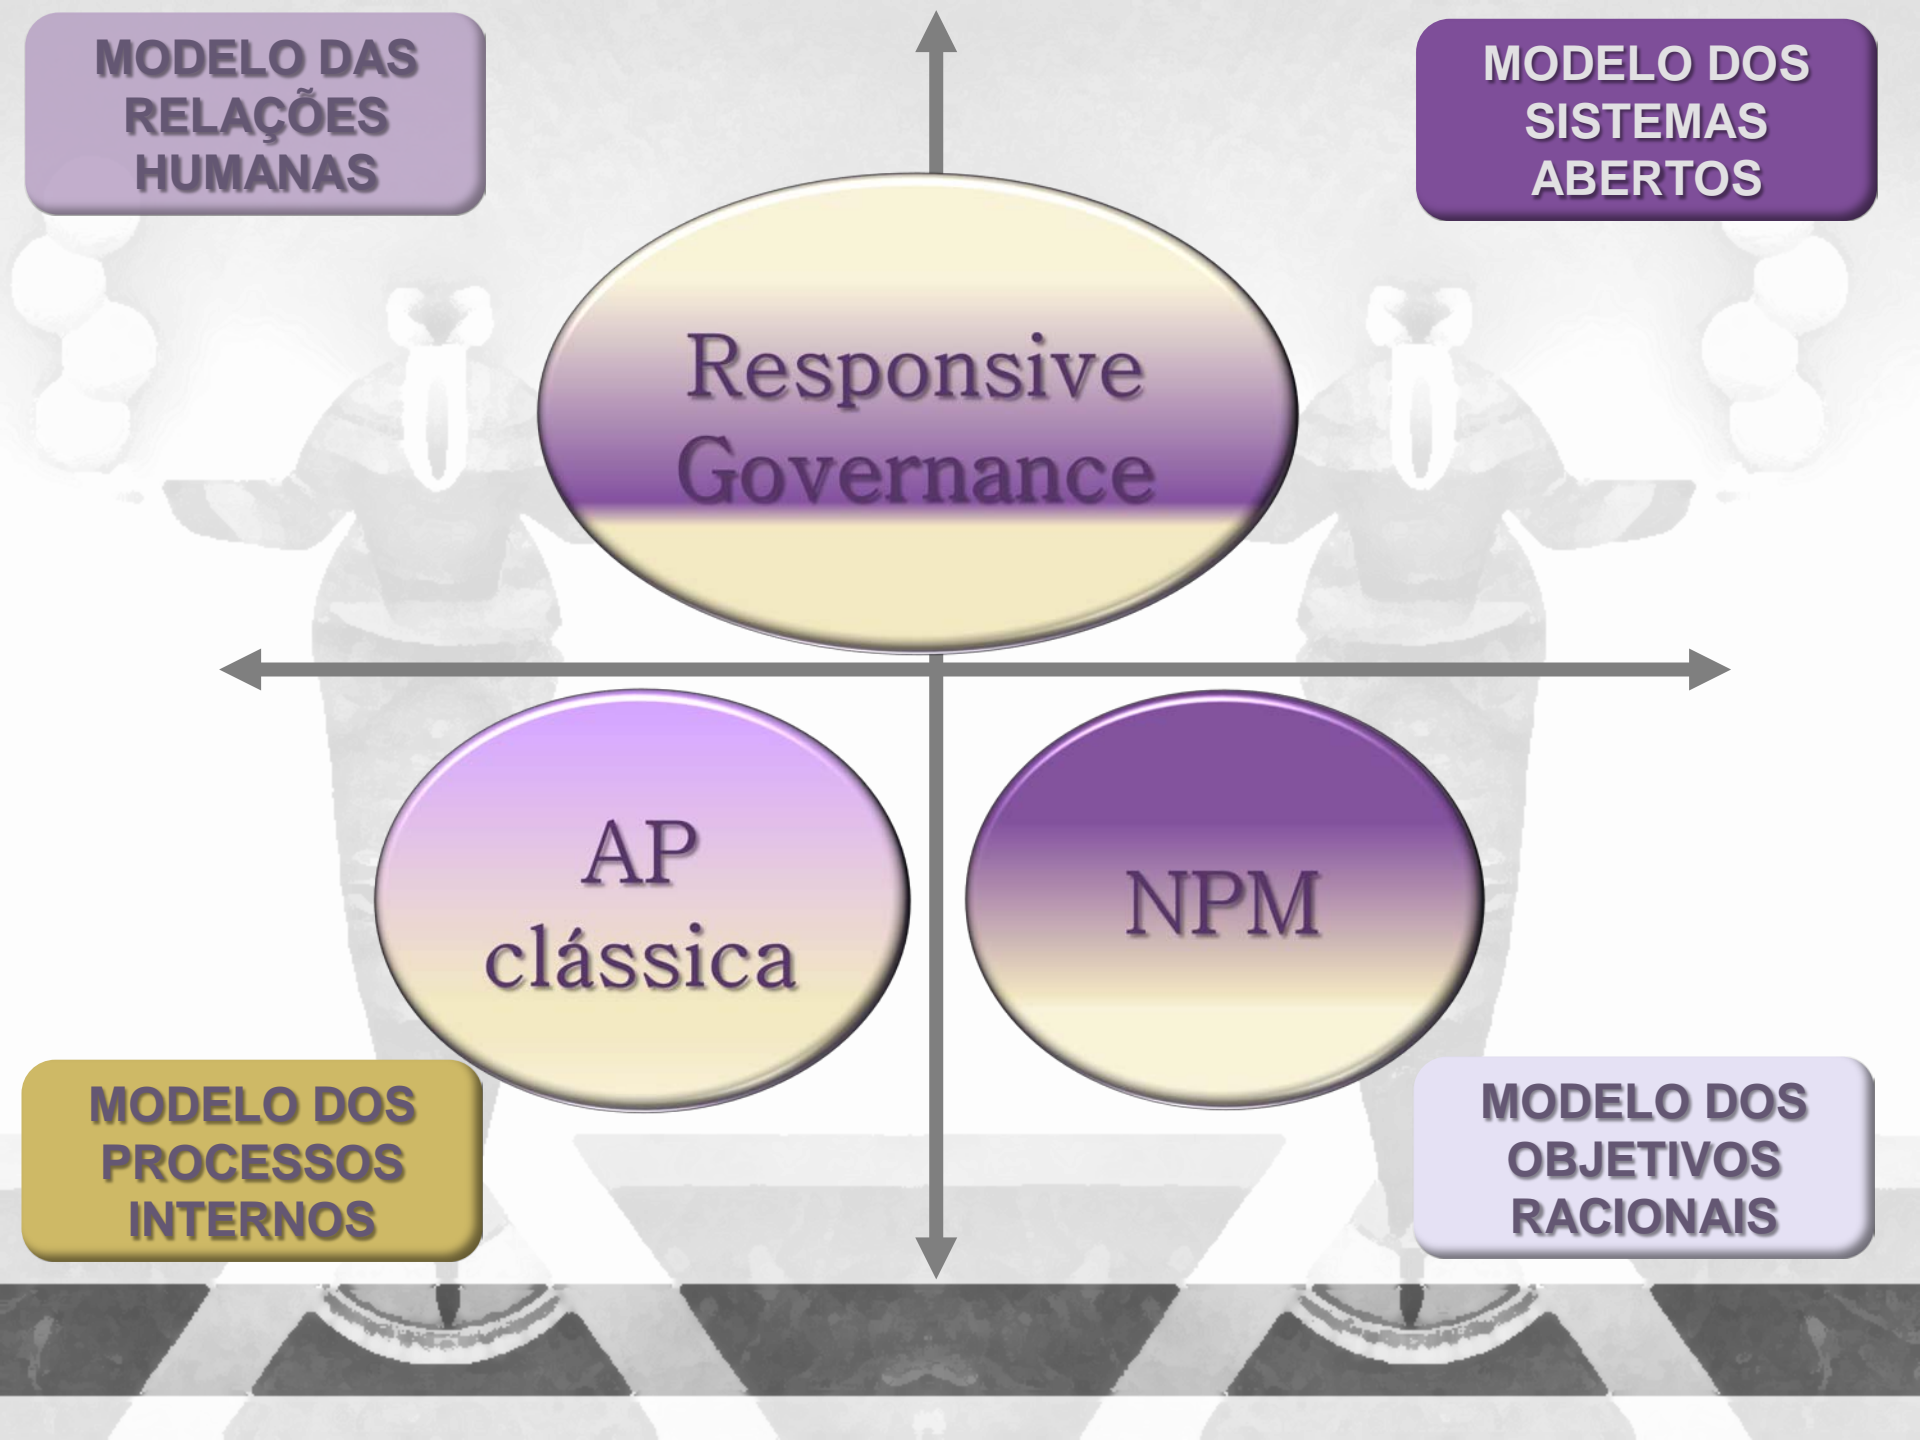 MODELO DAS
RELAÇÕES
HUMANAS
MODELO DOS
SISTEMAS
ABERTOS
Responsive
Governance
AP
clássica
NPM
MODELO DOS
PROCESSOS
INTERNOS
MODELO DOS
OBJETIVOS
RACIONAIS